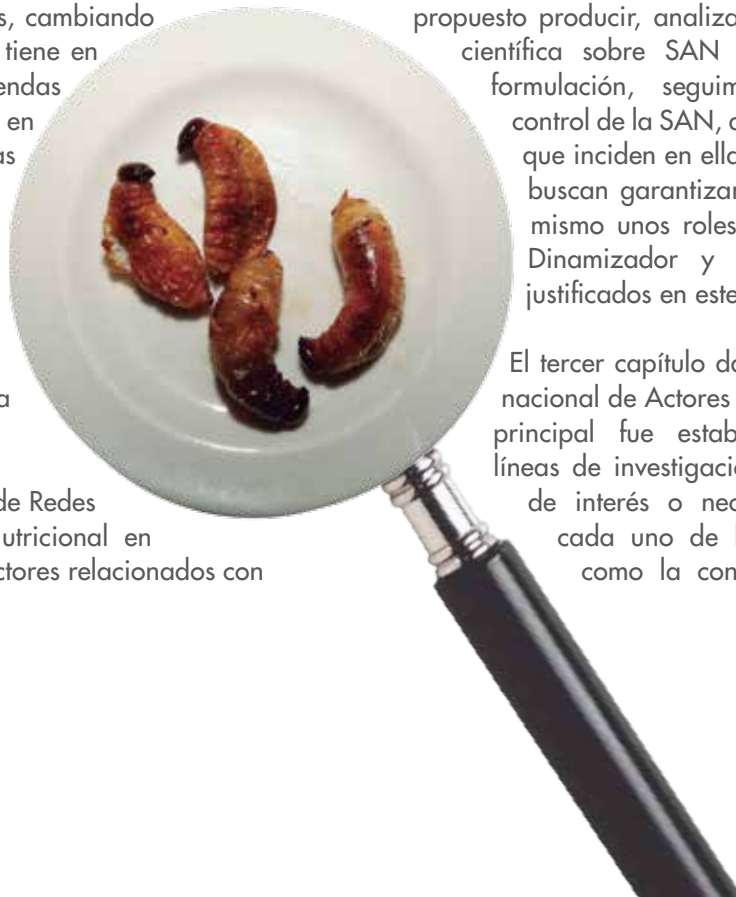 s, cambiando
tiene en
endas
en
as
a
de Redes
utricional en
ctores relacionados con
propuesto producir, analiza
científica sobre SAN
formulación, seguim
control de la SAN,
que inciden en ella
buscan garantizar
mismo unos roles
Dinamizador y
justificados en este
El tercer capítulo da
nacional de Actores
principal fue estab
líneas de investigació
de interés o nec
cada uno de l
como la con